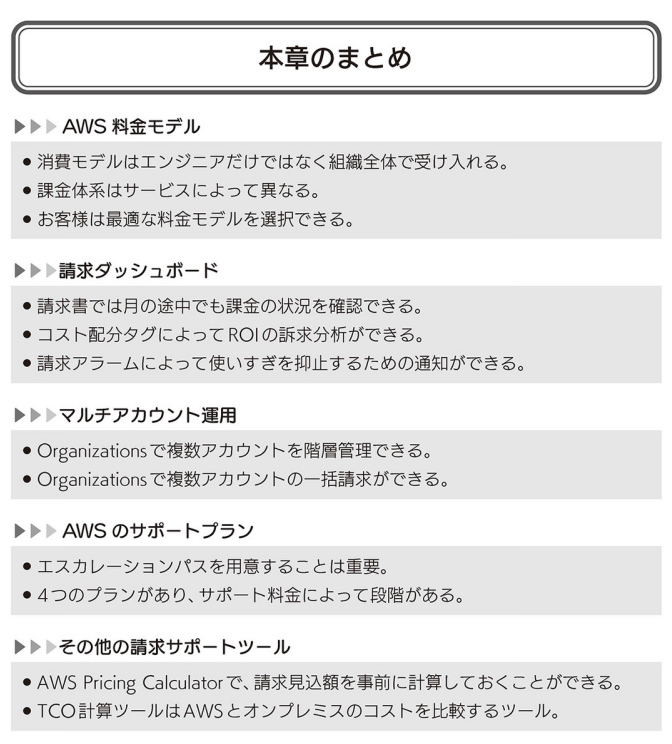 本章のまとめ
AWS 料金モデル
● 消費モデルはエンジニアだけではなく組織全体で受け入れる。
● 課金体系はサービスによって異なる。
● お客様は最適な料金モデルを選択できる。
請求ダッシュボード
● 請求書では月の途中でも課金の状況を確認できる。
● コスト配分タグによってROIの訴求分析ができる。
● 請求アラームによって使いすぎを抑止するための通知ができる。
マルチアカウント運用
● Organizationsで複数アカウントを階層管理できる。
● Organizationsで複数アカウントの一括請求ができる。
AWS のサポートプラン
● エスカレーションパスを用意することは重要。
● 4つのプランがあり、サポート料金によって段階がある。
その他の請求サポートツール
● AWS Pricing Calculatorで、請求見込額を事前に計算しておくことができる。
● TCO計算ツールはAWSとオンプレミスのコストを比較するツール。